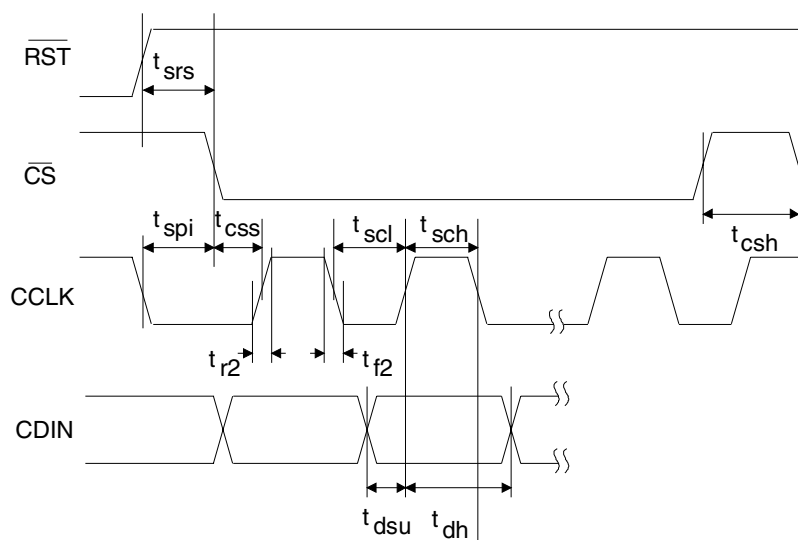 RST
t srs
CS
t spi
t css
t scl
t sch
t csh
CCLK
t r2
t f2
CDIN
t dsu
t dh